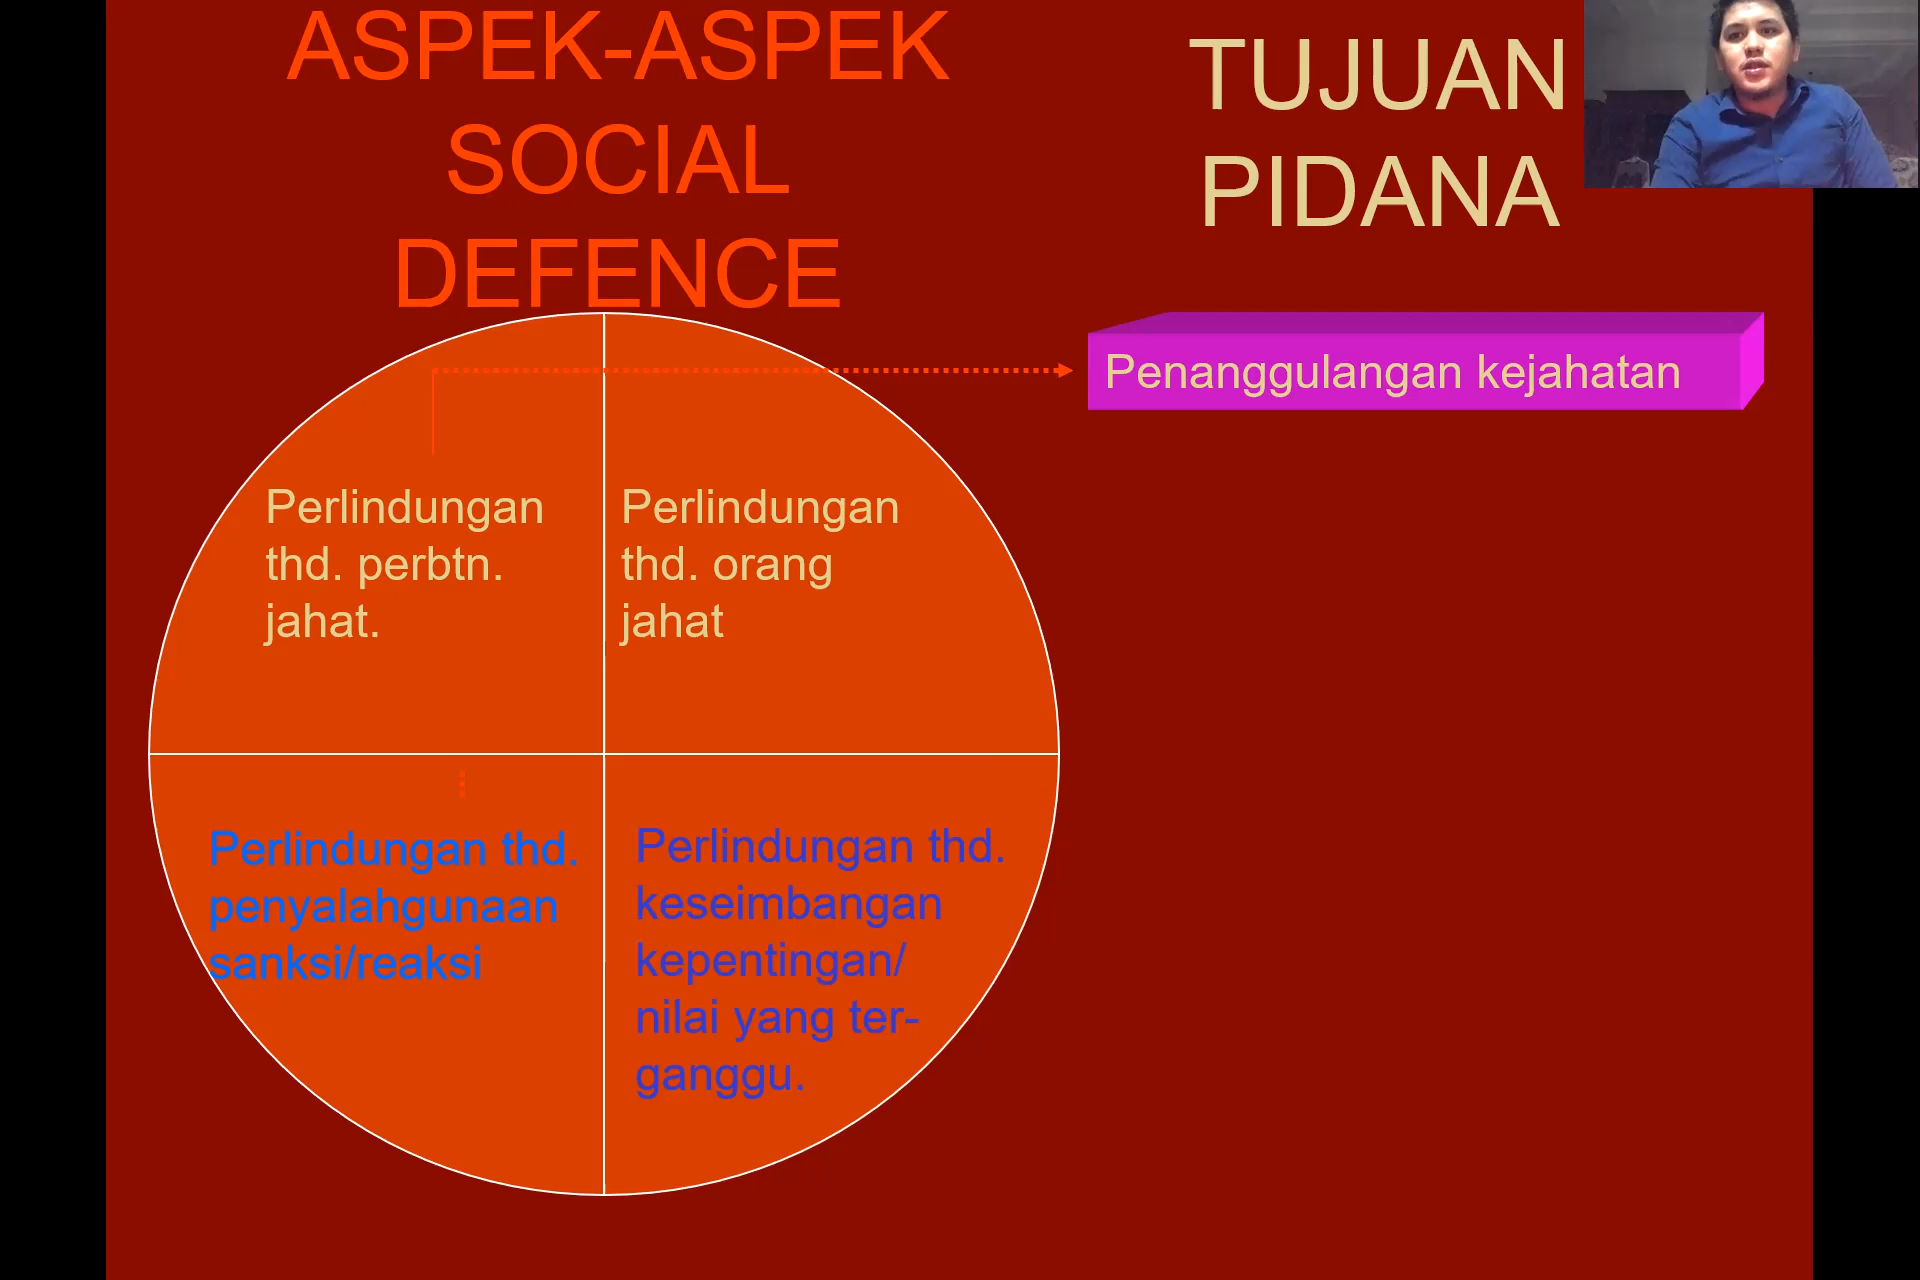 ASPEK-ASPEK
SOCIAL
DEFENCE
TUJUAN
PIDANA
Penanggulangan kejahatan
Perlindungan
thd. perbtn.
jahat.
Perlindungan
thd. orang
jahat
Perlindungan thd.
penyalahgunaan
sanksi/reaksi
Perlindungan thd.
keseimbangan
kepentingan/
nilai yang ter-
ganggu.